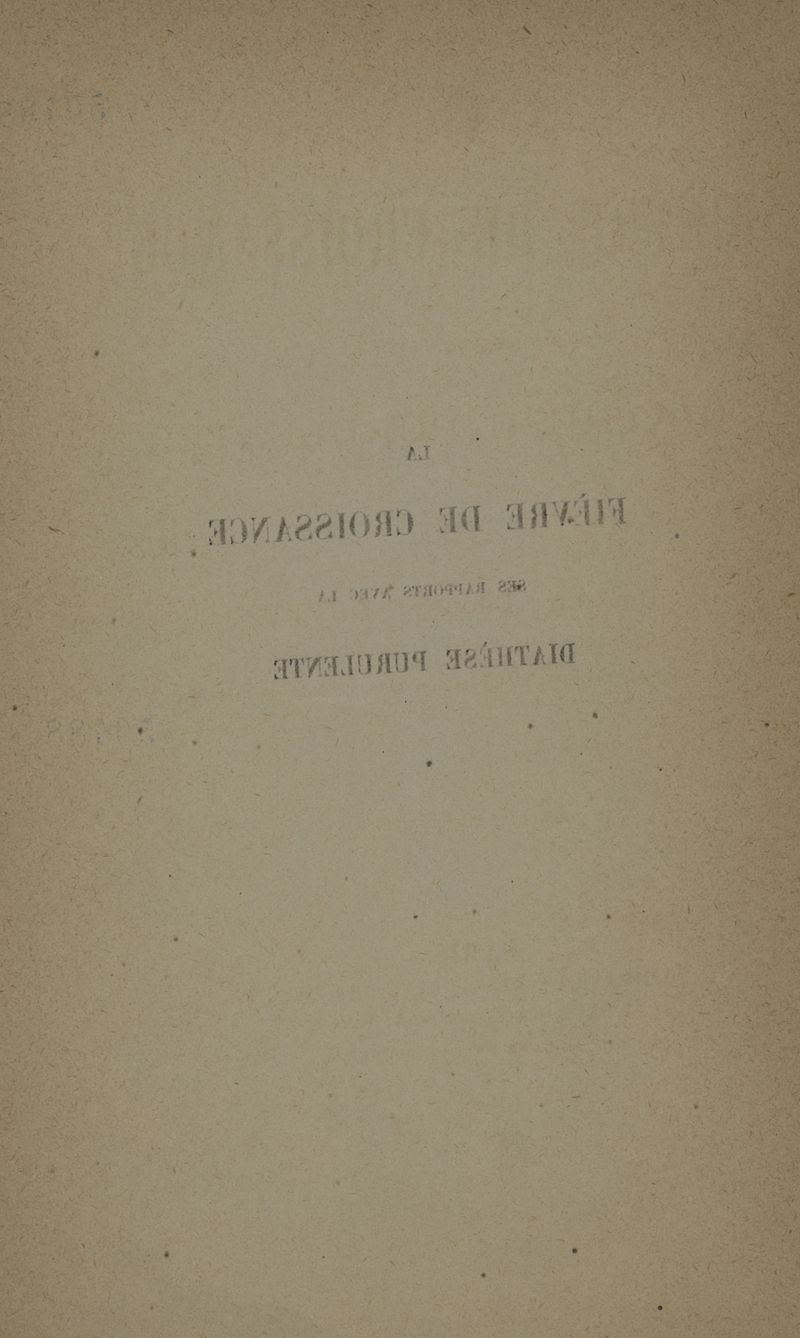 LA
FIÈVRE DE CROISSANCE
SES RAPPORTS AVEC LA
DIATHÈSE PURULENTE